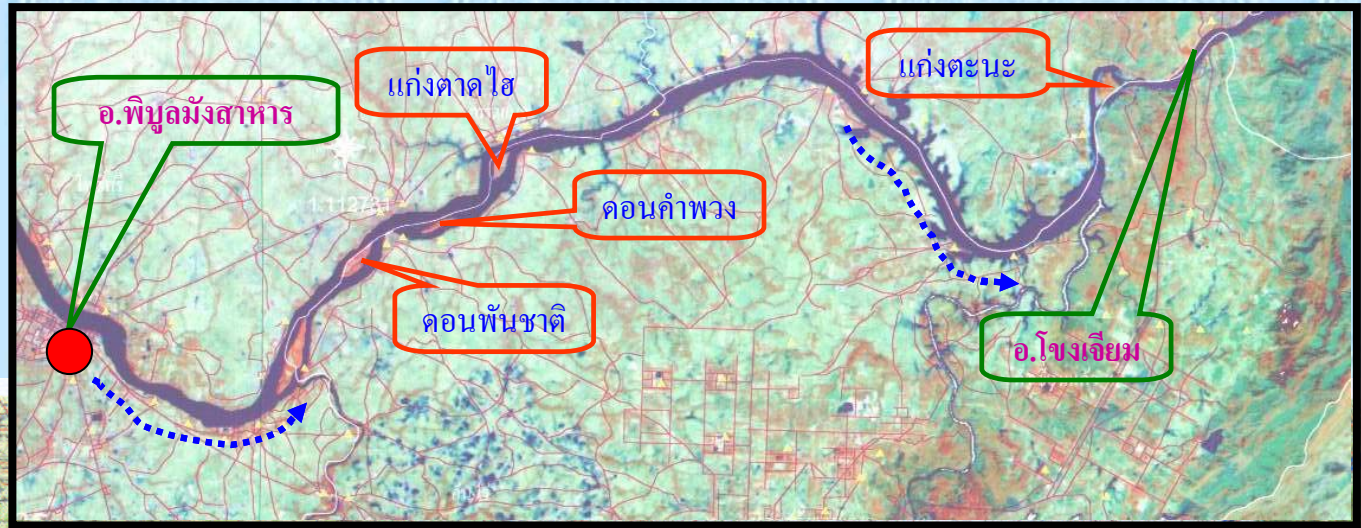 แก่งตาดไฮ
แก่งตะนะ
อ.พิบูลมังสาหาร
ดอนคำพวง
ดอนพันชาติ
อ.โขงเจียม